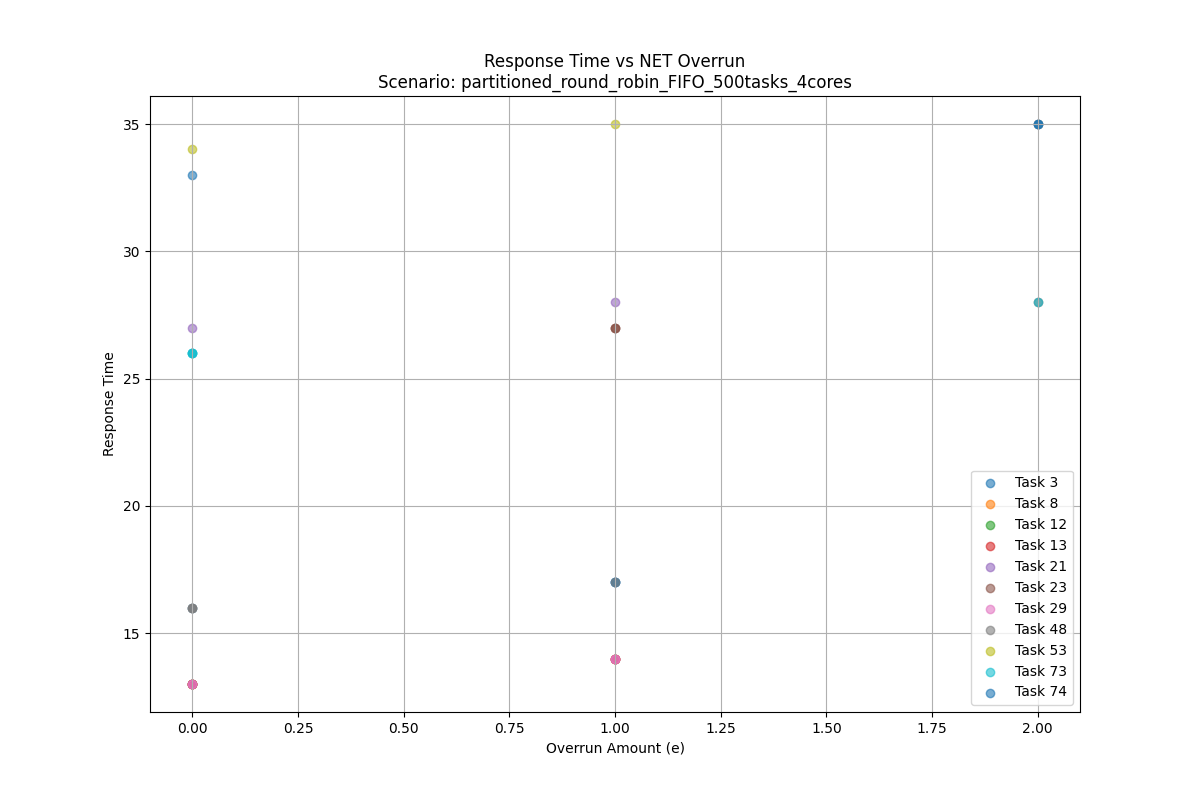 Response Time vs NET Overrun
Scenario: partitioned_round_robin_FIFO_500tasks_4cores
35
30
25
20
15
Response Time
Task 3
Task 8
Task 12
Task 13
Task 21
Task 23
Task 29
Task 48
Task 53
Task 73
Task 74
0.00 0.25 0.50 0.75 1.00 1.25 1.50 1.75 2.00
Overrun Amount (e)